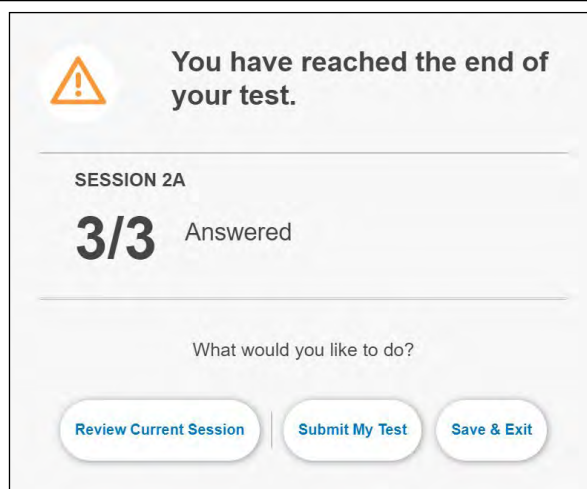 You have reached the end of
your test.
SESSION 2A
3/3 Answered
What would you like to do?
Review Current Session Submit My Test Save & Exit